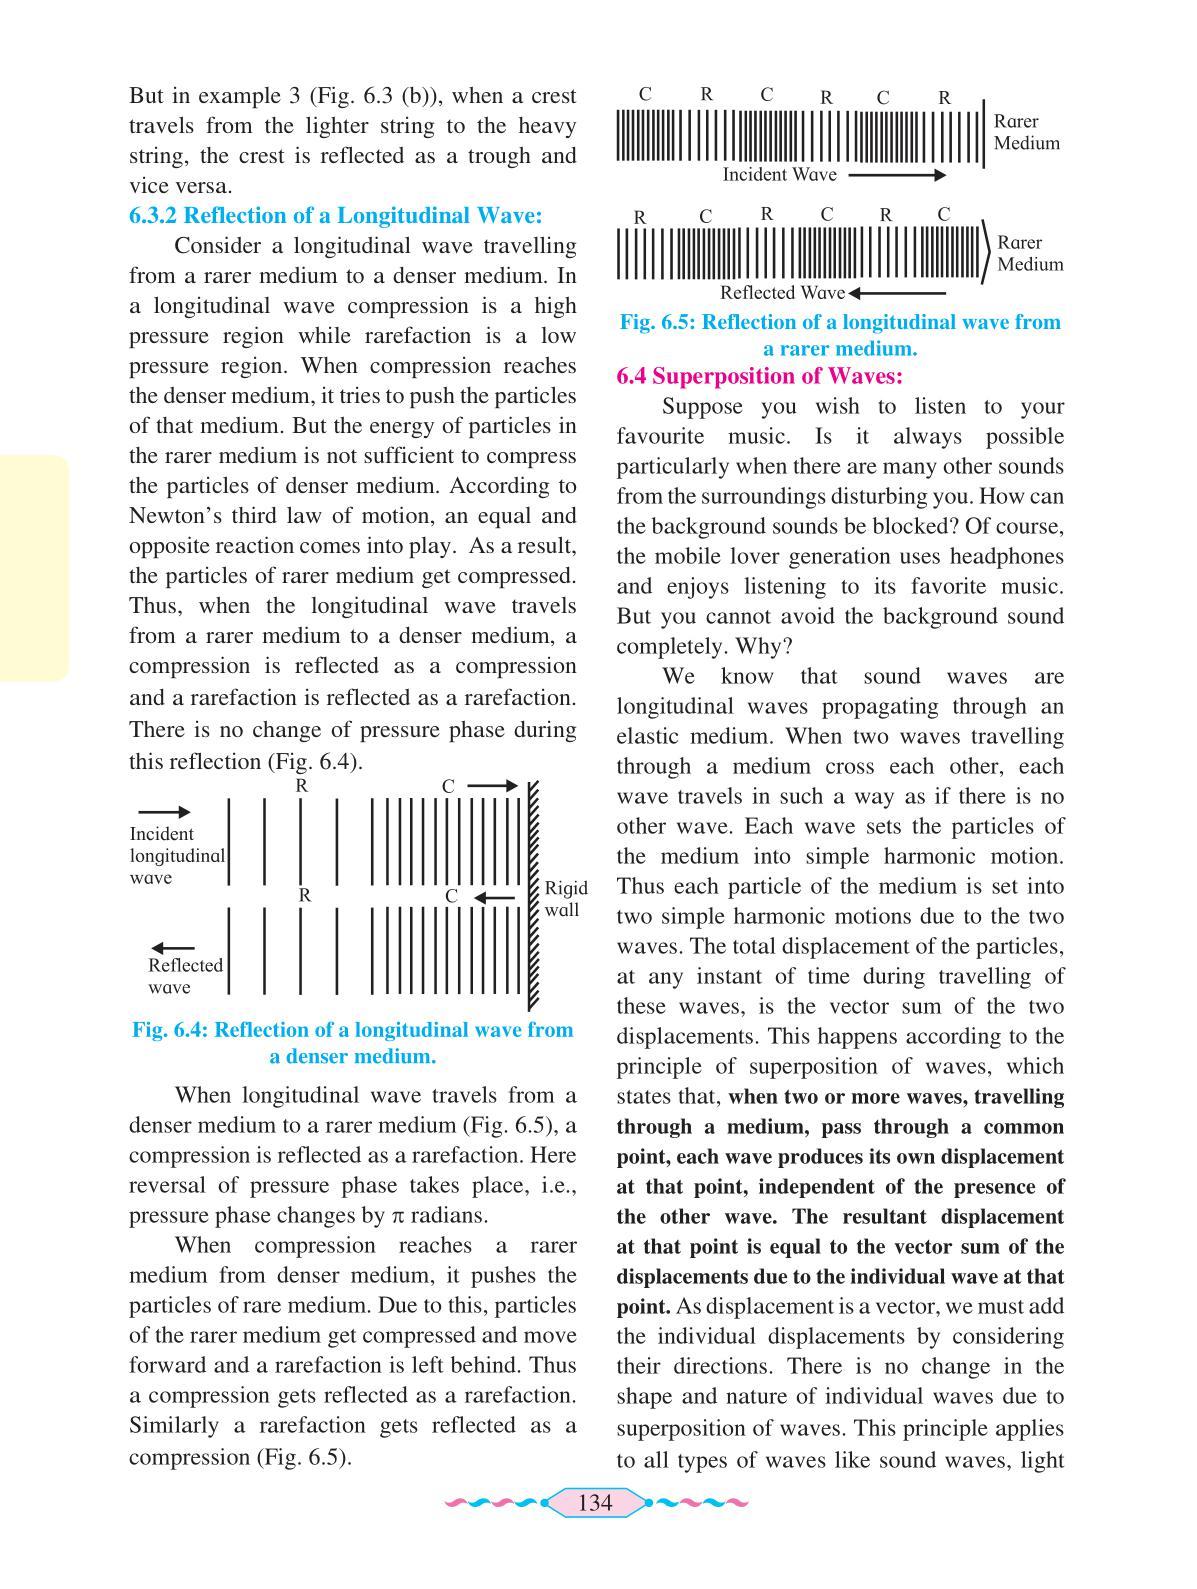 But in example 3 (Fig. 6.3 (b)), when a crest
travels from the lighter string to the heavy
string, the crest is reflected as a trough and
vice versa.
6.3.2 Reflection of a Longitudinal Wave:
Consider a longitudinal wave travelling
from a rarer medium to a denser medium. In
a longitudinal wave compression is a high
pressure region while rarefaction is a low
pressure region. When compression reaches
the denser medium, it tries to push the particles
of that medium. But the energy of particles in
the rarer medium is not sufficient to compress
the particles of denser medium. According to
Newton's third law of motion, an equal and
opposite reaction comes into play. As a result,
the particles of rarer medium get compressed.
Thus, when the longitudinal wave travels
from a rarer medium to a denser medium, a
compression is reflected as a compression
and a rarefaction is reflected as a rarefaction.
There is no change of pressure phase during
this reflection (Fig. 6.4).
R C
Incident
longitudinal
wave
R C
Rigid
wall
Reflected
wave
Fig. 6.4: Reflection of a longitudinal wave from
a denser medium.
When longitudinal wave travels from a
denser medium to a rarer medium (Fig. 6.5), a
compression is reflected as a rarefaction. Here
reversal of pressure phase takes place, i.e.,
pressure phase changes by π radians.
When compression reaches a rarer
medium from denser medium, it pushes the
particles of rare medium. Due to this, particles
of the rarer medium get compressed and move
forward and a rarefaction is left behind. Thus
a compression gets reflected as a rarefaction.
Similarly a rarefaction gets reflected as a
compression (Fig. 6.5).
C R C R C R
Rarer
Medium
Incident Wave
R C R C R C
Rarer
Medium
Reflected Wave
Fig. 6.5: Reflection of a longitudinal wave from
a rarer medium.
6.4 Superposition of Waves:
Suppose you wish to listen to your
favourite music. Is it always possible
particularly when there are many other sounds
from the surroundings disturbing you. How can
the background sounds be blocked? Of course,
the mobile lover generation uses headphones
and enjoys listening to its favorite music.
But you cannot avoid the background sound
completely. Why?
We know that sound waves are
longitudinal waves propagating through an
elastic medium. When two waves travelling
through a medium cross each other, each
wave travels in such a way as if there is no
other wave. Each wave sets the particles of
the medium into simple harmonic motion.
Thus each particle of the medium is set into
two simple harmonic motions due to the two
waves. The total displacement of the particles,
at any instant of time during travelling of
these waves, is the vector sum of the two
displacements. This happens according to the
principle of superposition of waves, which
states that, when two or more waves, travelling
through a medium, pass through a common
point, each wave produces its own displacement
at that point, independent of the presence of
the other wave. The resultant displacement
at that point is equal to the vector sum of the
displacements due to the individual wave at that
point. As displacement is a vector, we must add
the individual displacements by considering
their directions. There is no change in the
shape and nature of individual waves due to
superposition of waves. This principle applies
to all types of waves like sound waves, light
134